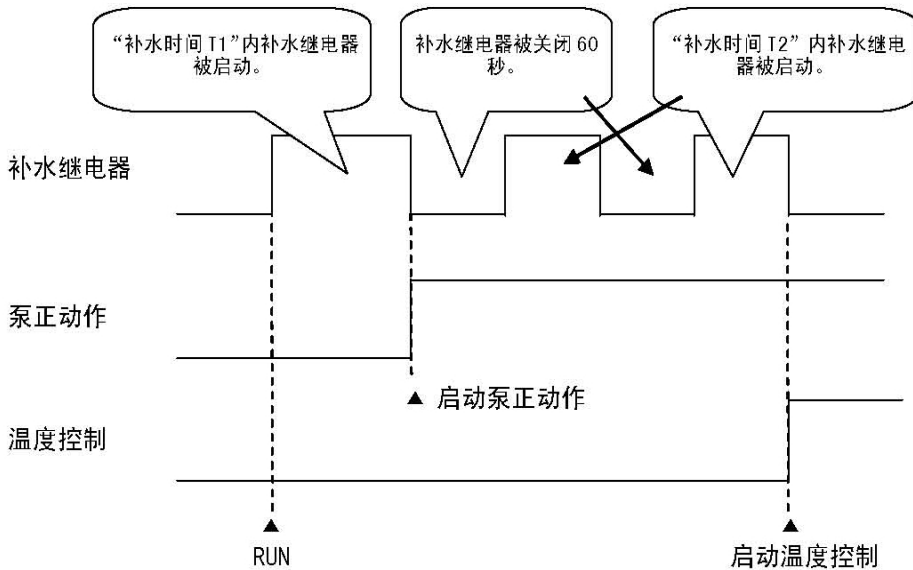 “补水时间 T1”内补水继电器
被启动。
补水继电器被关闭 60
秒。
“补水时间 T2” 内补水继电
器被启动。
补水继电器
泵正动作
▲ 启动泵正动作
温度控制
RUN
启动温度控制